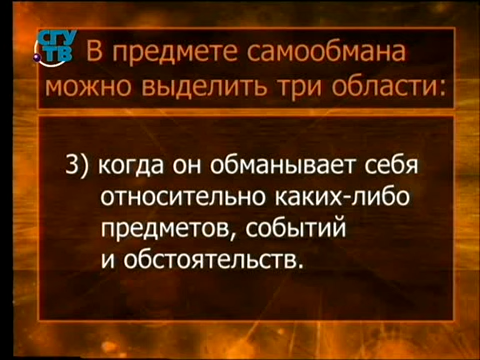 СГУ
ТВ
В предмете самообмана
можно выделить три области:
3) когда он обманывает себя
относительно каких-либо
предметов, событий
и обстоятельств.